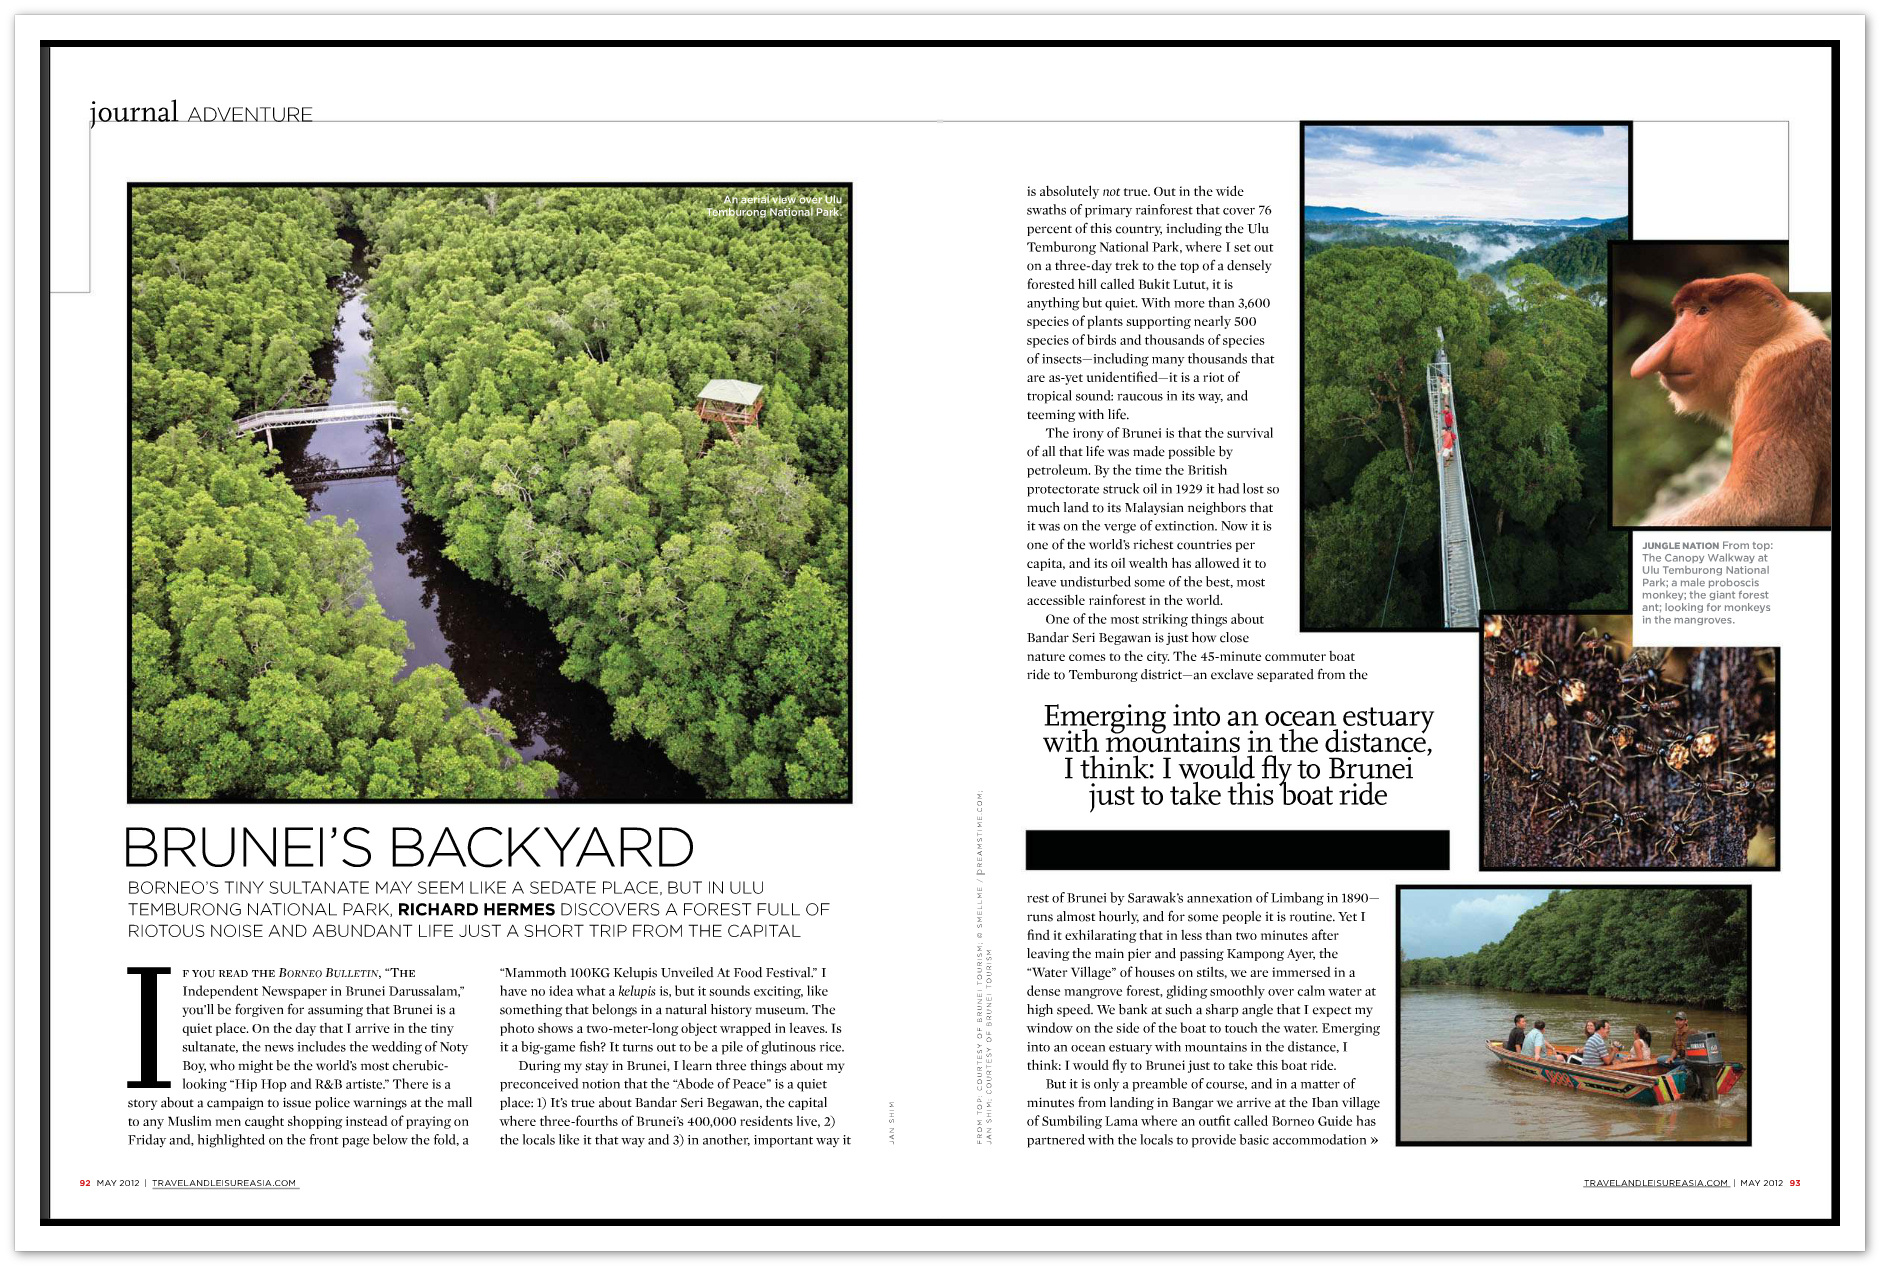 journal ADVENTURE
An aerial view over Ulu
Temburong National Park.
BRUNEI'S BACKYARD
BORNEO'S TINY SULTANATE MAY SEEM LIKE A SEDATE PLACE, BUT IN ULU
TEMBURONG NATIONAL PARK, RICHARD HERMES DISCOVERS A FOREST FULL OF
RIOTOUS NOISE AND ABUNDANT LIFE JUST A SHORT TRIP FROM THE CAPITAL
IF YOU READ THE BORNEO BULLETIN, “THE
Independent Newspaper in Brunei Darussalam,”
you'll be forgiven for assuming that Brunei is a
quiet place. On the day that I arrive in the tiny
sultanate, the news includes the wedding of Noty
Boy, who might be the world's most cherubic-
looking “Hip Hop and R&B artiste.” There is a
story about a campaign to issue police warnings at the mall
to any Muslim men caught shopping instead of praying on
Friday and, highlighted on the front page below the fold, a
“Mammoth 100KG Kelupis Unveiled At Food Festival.” I
have no idea what a kelupis is, but it sounds exciting, like
something that belongs in a natural history museum. The
photo shows a two-meter-long object wrapped in leaves. Is
it a big-game fish? It turns out to be a pile of glutinous rice.
During my stay in Brunei, I learn three things about my
preconceived notion that the “Abode of Peace” is a quiet
place: 1) It's true about Bandar Seri Begawan, the capital
where three-fourths of Brunei's 400,000 residents live, 2)
the locals like it that way and 3) in another, important way it
JAN SHIM
92 MAY 2012 | TRAVELANDLEISUREASIA.COM
is absolutely not true. Out in the wide
swaths of primary rainforest that cover 76
percent of this country, including the Ulu
Temburong National Park, where I set out
on a three-day trek to the top of a densely
forested hill called Bukit Lutut, it is
anything but quiet. With more than 3,600
species of plants supporting nearly 500
species of birds and thousands of species
of insects—including many thousands that
are as-yet unidentified—it is a riot of
tropical sound: raucous in its way, and
teeming with life.
The irony of Brunei is that the survival
of all that life was made possible by
petroleum. By the time the British
protectorate struck oil in 1929 it had lost so
much land to its Malaysian neighbors that
it was on the verge of extinction. Now it is
one of the world's richest countries per
capita, and its oil wealth has allowed it to
leave undisturbed some of the best, most
accessible rainforest in the world.
One of the most striking things about
Bandar Seri Begawan is just how close
nature comes to the city. The 45-minute commuter boat
ride to Temburong district—an exclave separated from the
Emerging into an ocean estuary
with mountains in the distance,
I think: I would fly to Brunei
just to take this boat ride
rest of Brunei by Sarawak's annexation of Limbang in 1890—
runs almost hourly, and for some people it is routine. Yet I
find it exhilarating that in less than two minutes after
leaving the main pier and passing Kampong Ayer, the
“Water Village” of houses on stilts, we are immersed in a
dense mangrove forest, gliding smoothly over calm water at
high speed. We bank at such a sharp angle that I expect my
window on the side of the boat to touch the water. Emerging
into an ocean estuary with mountains in the distance, I
think: I would fly to Brunei just to take this boat ride.
But it is only a preamble of course, and in a matter of
minutes from landing in Bangar we arrive at the Iban village
of Sumbiling Lama where an outfit called Borneo Guide has
partnered with the locals to provide basic accommodation »
JUNGLE NATION From top:
The Canopy Walkway at
Ulu Temburong National
Park; a male proboscis
monkey; the giant forest
ant; looking for monkeys
in the mangroves.
FROM TOP: COURTESY OF BRUNEI TOURISM; © SMELLME / DREAMSTIME.COM;
JAN SHIM; COURTESY OF BRUNEI TOURISM
TRAVELANDLEISUREASIA.COM | MAY 2012 93